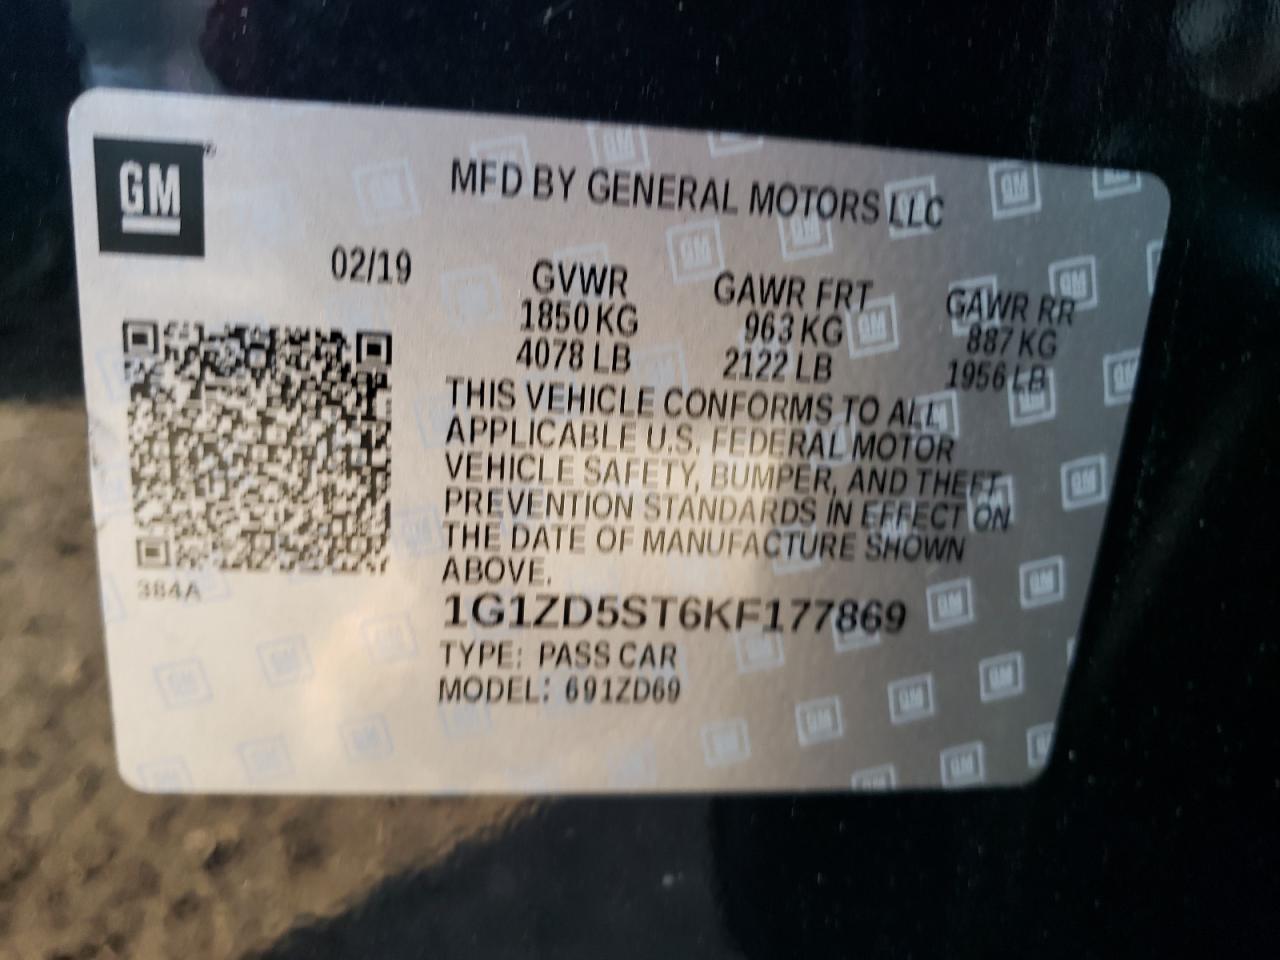 GM
MFD BY GENERAL MOTORS LLC
02/19
GVWR GAWR FRT GAWR RR
1850 KG 963 KG 887 KG
4078 LB 2122 LB 1956 LB
THIS VEHICLE CONFORMS TO ALL
APPLICABLE U.S. FEDERAL MOTOR
VEHICLE SAFETY, BUMPER, AND THEFT
PREVENTION STANDARDS IN EFFECT ON
THE DATE OF MANUFACTURE SHOWN
ABOVE.
384A
1G1ZD5ST6KF177869
TYPE: PASS CAR
MODEL: 691ZD69